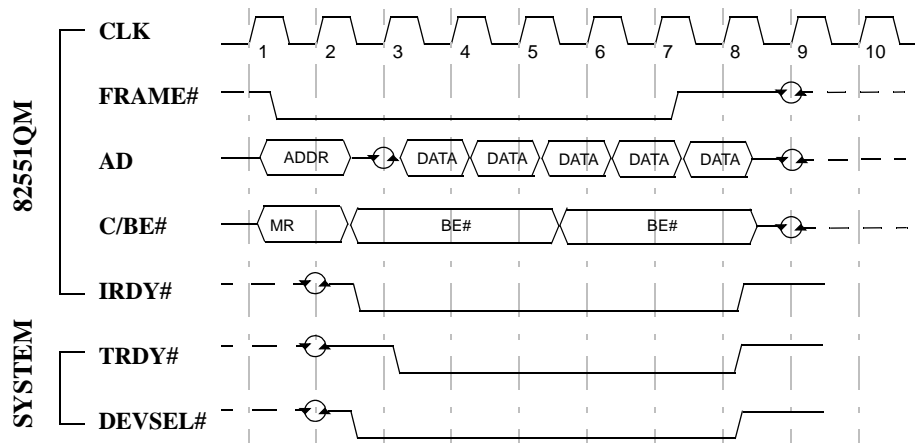 CLK
1 2 3 4 5 6 7 8 9 10
82551QM
FRAME#
AD ADDR DATA DATA DATA DATA DATA
C/BE# MR BE# BE#
IRDY#
SYSTEM
TRDY#
DEVSEL#